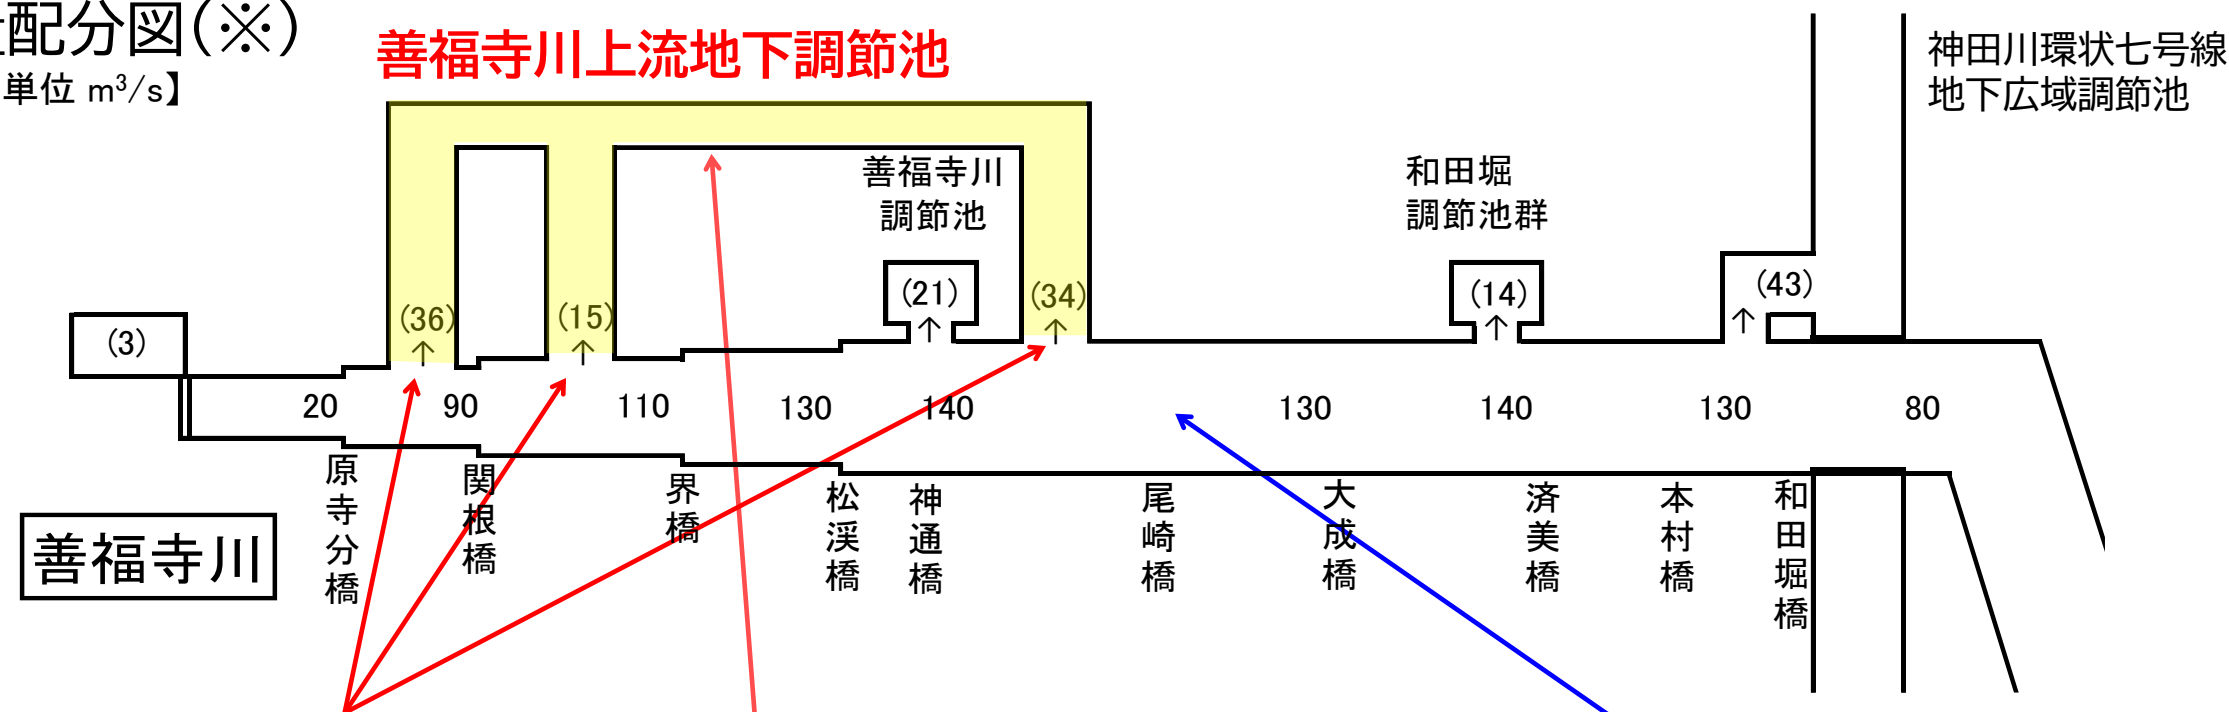 配分図(※)
単位 m³/s】
善福寺川上流地下調節池
神田川環状七号線
地下広域調節池
善福寺川
調節池
和田堀
調節池群
(3)
(36)
↑
(15)
↑
(21)
↑
(34)
↑
(14)
↑
(43)
↑
20
90
110
130
140
130
140
130
80
原寺分橋
関根橋
界橋
松渓橋
神通橋
尾崎橋
大成橋
済美橋
本村橋
和田堀橋
善福寺川